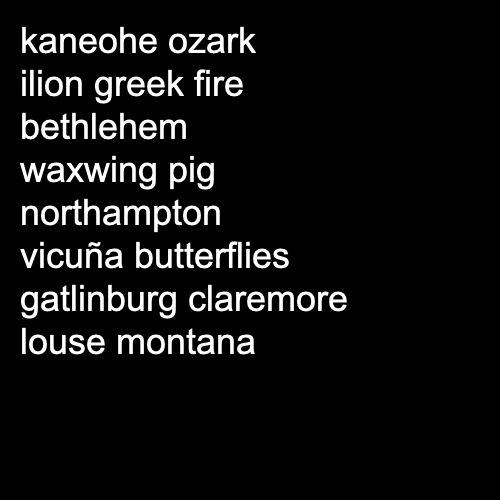 kaneohe ozark
ilion greek fire
bethlehem
waxwing pig
northampton
vicuña butterflies
gatlinburg claremore
louse montana